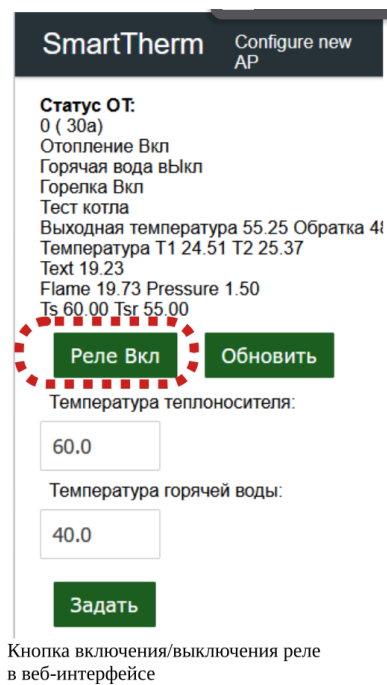 SmartTherm
Configure new
AP
Статус ОТ:
0 ( 30a)
Отопление Вкл
Горячая вода вЫкл
Горелка Вкл
Тест котла
Выходная температура 55.25 Обратка 48
Температура T1 24.51 T2 25.37
Text 19.23
Flame 19.73 Pressure 1.50
Ts 60.00 Tsr 55.00
Реле Вкл
Обновить
Температура теплоносителя:
60.0
Температура горячей воды:
40.0
Задать
Кнопка включения/выключения реле
в веб-интерфейсе